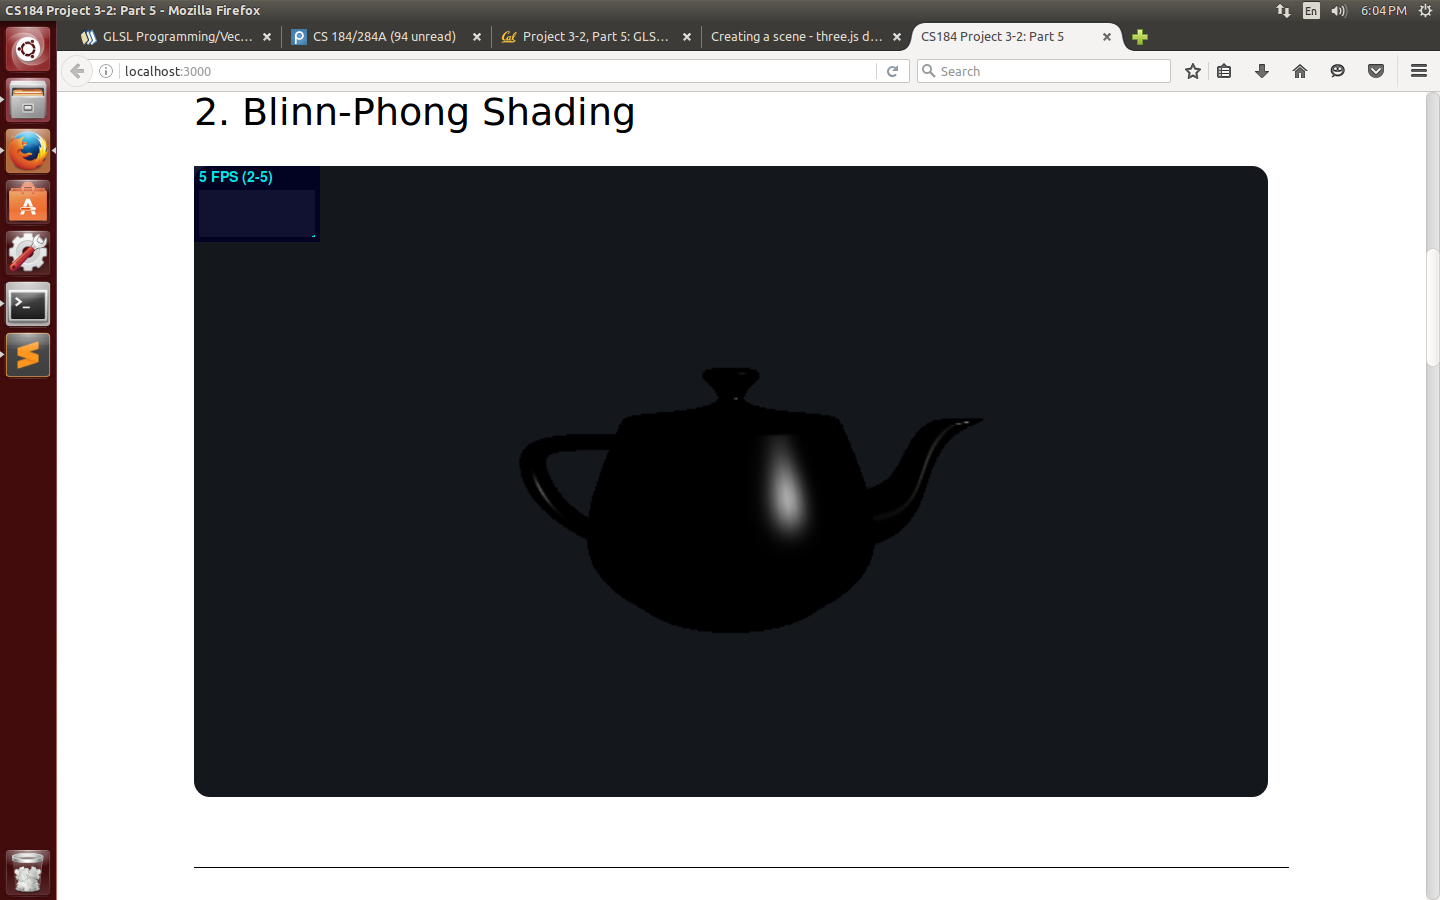 CS184 Project 3-2: Part 5 - Mozilla Firefox
En
6:04 PM
GLSL Programming/Vec...
CS 184/284A (94 unread)
Cal
Project 3-2, Part 5: GLS...
Creating a scene - three.js d...
CS184 Project 3-2: Part 5
localhost:3000
Search
2. Blinn-Phong Shading
5 FPS (2-5)